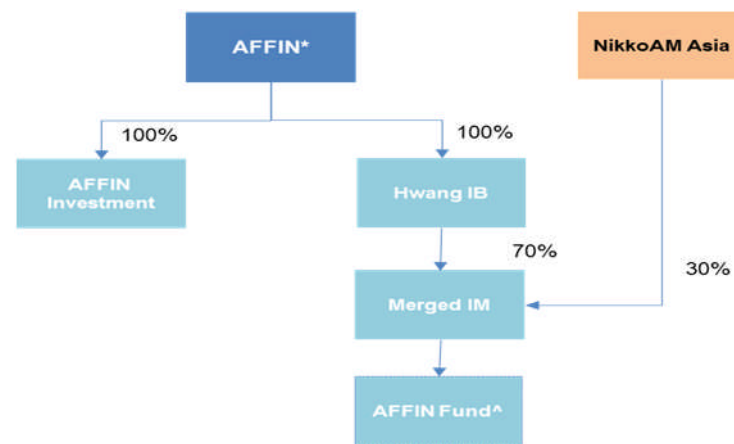 AFFIN*
NikkoAM Asia
100%
100%
AFFIN
Investment
Hwang IB
70%
30%
Merged IM
AFFIN Fund^